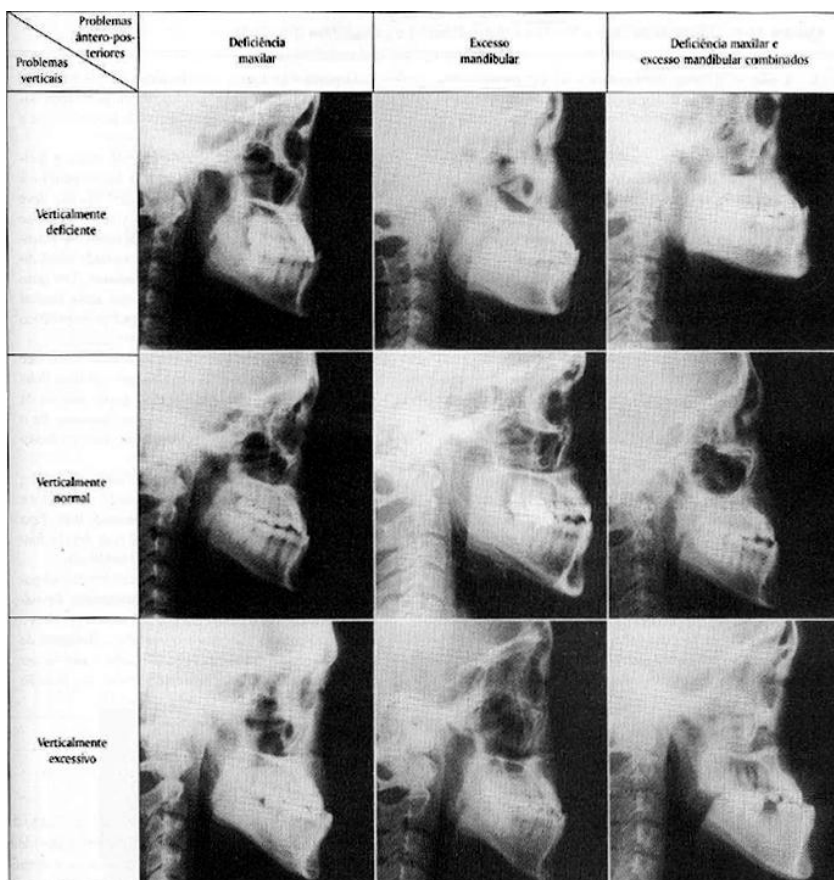 Problemas
ântero-pos-
teriores
Problemas
verticais
Deficiência
maxilar
Excesso
mandibular
Deficiência maxilar e
excesso mandibular combinados
Verticalmente
deficiente
Verticalmente
normal
Verticalmente
excessivo